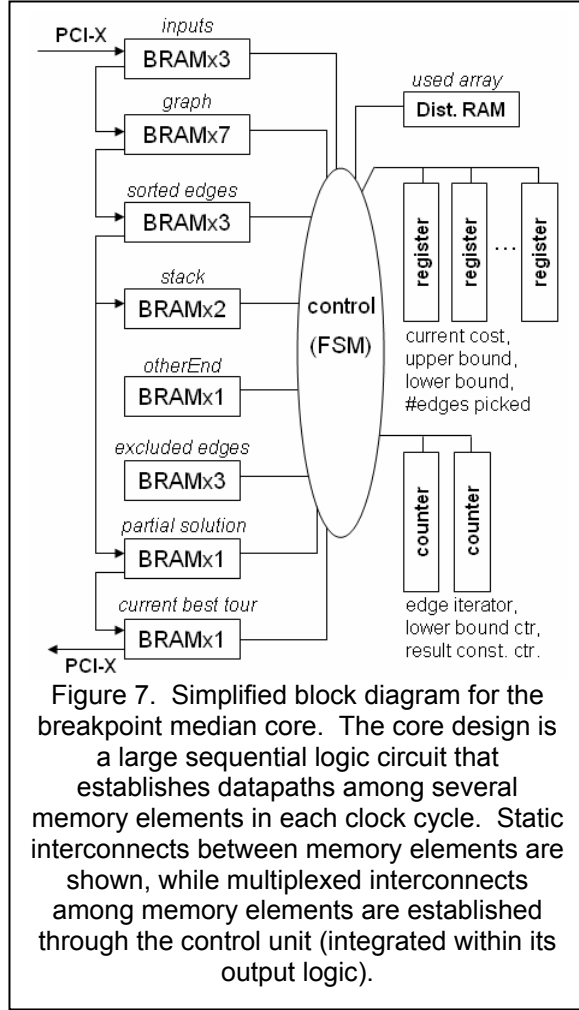 inputs
PCI-X
BRAMx3
graph
BRAMx7
sorted edges
BRAMx3
stack
BRAMx2
otherEnd
BRAMx1
excluded edges
BRAMx3
partial solution
BRAMx1
current best tour
BRAMx1
PCI-X
control
(FSM)
used array
Dist. RAM
register
register
...
register
current cost,
upper bound,
lower bound,
#edges picked
counter
counter
edge iterator,
lower bound ctr,
result const. ctr.
Figure 7. Simplified block diagram for the
breakpoint median core. The core design is
a large sequential logic circuit that
establishes datapaths among several
memory elements in each clock cycle. Static
interconnects between memory elements are
shown, while multiplexed interconnects
among memory elements are established
through the control unit (integrated within its
output logic).